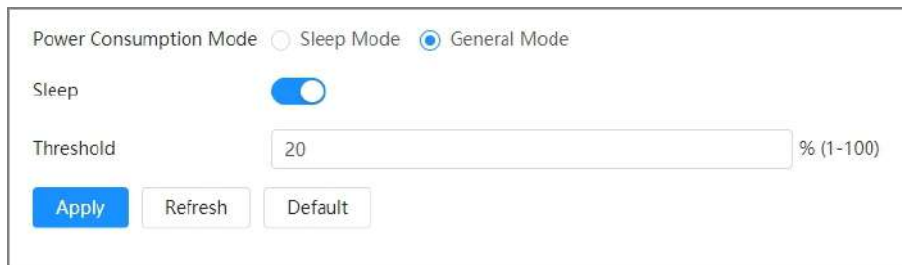 Power Consumption Mode Sleep Mode General Mode
Sleep
Threshold 20 % (1-100)
Apply Refresh Default